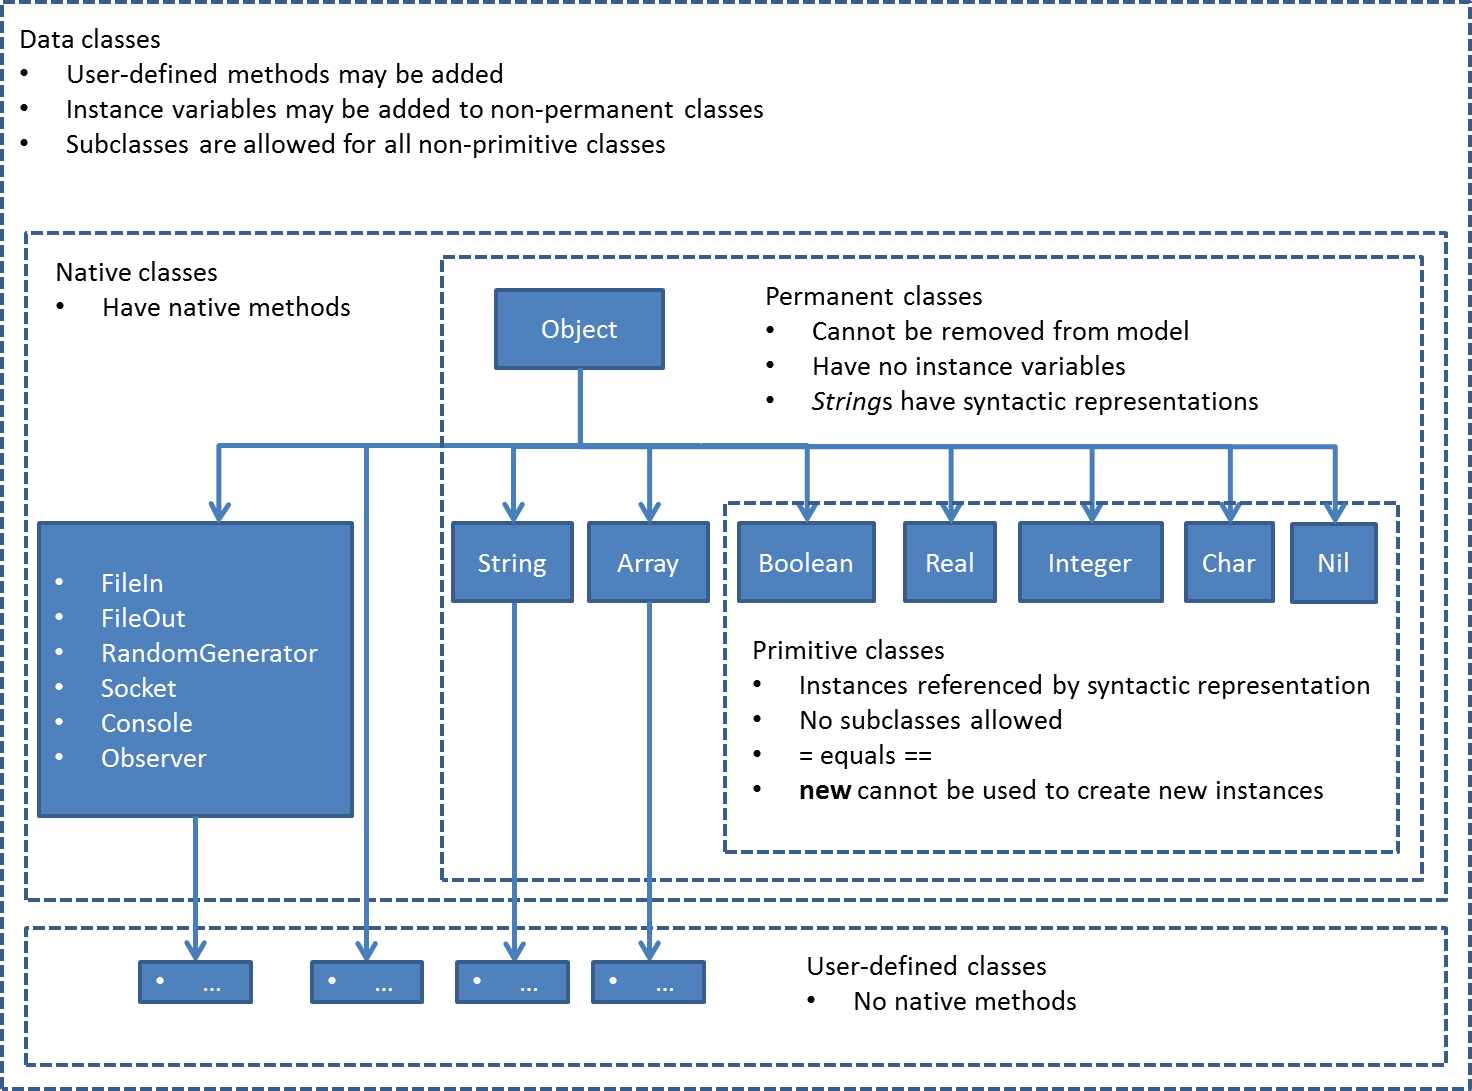 Data classes
• User-defined methods may be added
• Instance variables may be added to non-permanent classes
• Subclasses are allowed for all non-primitive classes
Native classes
• Have native methods
Object
Permanent classes
• Cannot be removed from model
• Have no instance variables
• Strings have syntactic representations
• FileIn
• FileOut
• RandomGenerator
• Socket
• Console
• Observer
String
Array
Boolean
Real
Integer
Char
Nil
Primitive classes
• Instances referenced by syntactic representation
• No subclasses allowed
• = equals ==
• new cannot be used to create new instances
• ...
• ...
• ...
• ...
User-defined classes
• No native methods